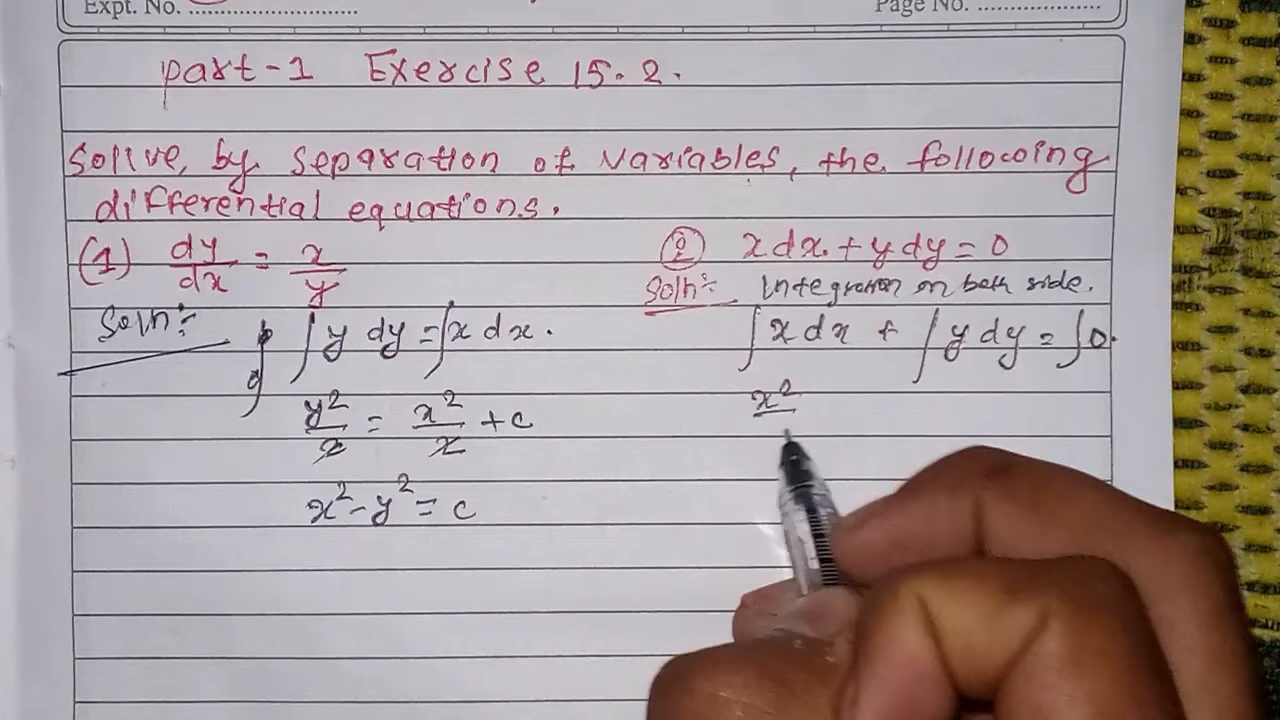 Expt. No. ............................ Page No. ....................
part-1 Exercise 15.2.
Solve, by separation of variables, the following
differential equations.
(1) dy/dx = x/y
Soln:-
∫ y dy = ∫ x dx.
y²/2 = x²/2 + c
x² - y² = c
② x dx. + y dy = 0
Soln:- Integration on both side.
∫ x dx + ∫ y dy = ∫ 0.
x²